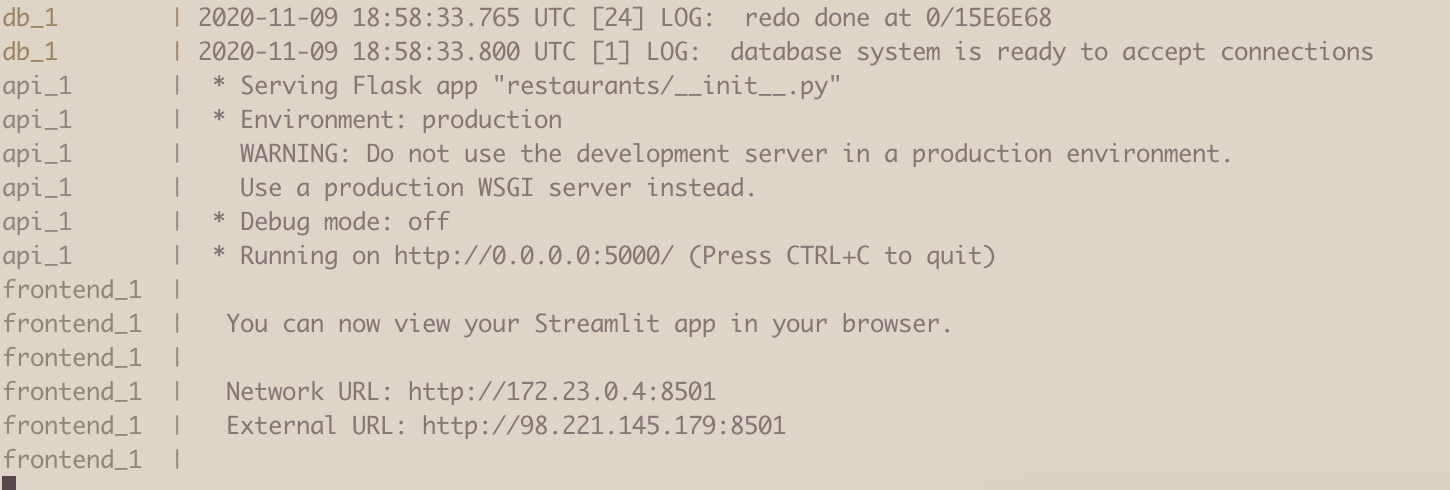 db_1        | 2020-11-09 18:58:33.765 UTC [24] LOG:  redo done at 0/15E6E68
db_1        | 2020-11-09 18:58:33.800 UTC [1] LOG:  database system is ready to accept connections
api_1       |  * Serving Flask app "restaurants/__init__.py"
api_1       |  * Environment: production
api_1       |    WARNING: Do not use the development server in a production environment.
api_1       |    Use a production WSGI server instead.
api_1       |  * Debug mode: off
api_1       |  * Running on http://0.0.0.0:5000/ (Press CTRL+C to quit)
frontend_1  |
frontend_1  |   You can now view your Streamlit app in your browser.
frontend_1  |
frontend_1  |   Network URL: http://172.23.0.4:8501
frontend_1  |   External URL: http://98.221.145.179:8501
frontend_1  |